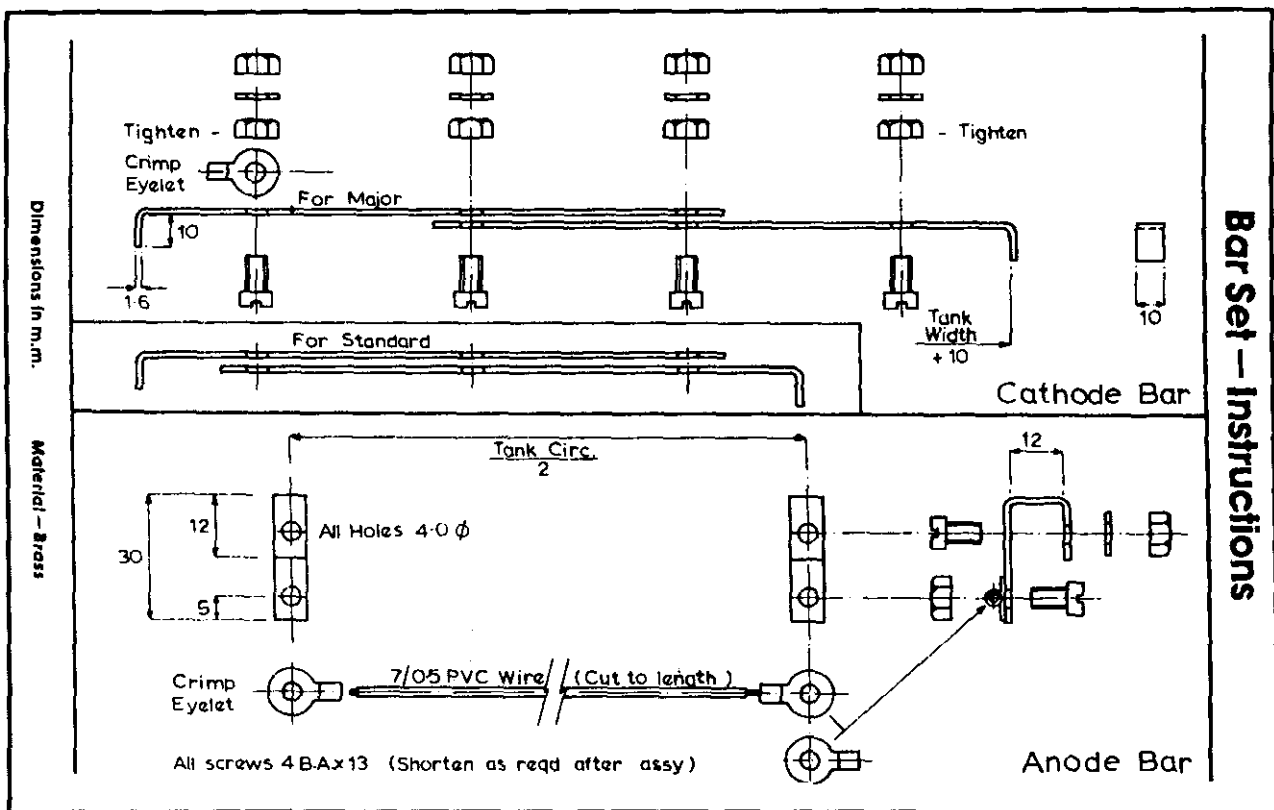 Bar Set – Instructions
Dimensions in m.m.
Material – Brass
Tighten -
- Tighten
Crimp
Eyelet
For Major
10
1·6
Tank
Width
+ 10
10
For Standard
Cathode Bar
Tank Circ.
2
12
12
30
5
All Holes 4·0 ϕ
Crimp
Eyelet
7/05 PVC Wire (Cut to length)
All screws 4 B.A x 13 (Shorten as reqd after assy)
Anode Bar